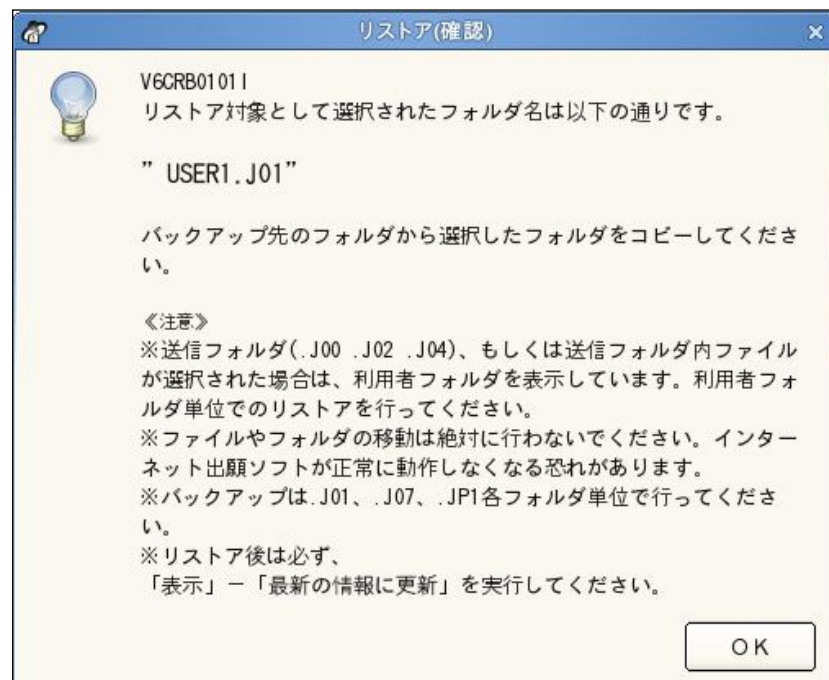 リストア(確認)
V6CRB0101I
リストア対象として選択されたフォルダ名は以下の通りです。
” USER1.J01”
バックアップ先のフォルダから選択したフォルダをコピーしてくださ
い。
《注意》
※送信フォルダ(.J00 .J02 .J04)、もしくは送信フォルダ内ファイル
が選択された場合は、利用者フォルダを表示しています。利用者フォ
ルダ単位でのリストアを行ってください。
※ファイルやフォルダの移動は絶対に行わないでください。インター
ネット出願ソフトが正常に動作しなくなる恐れがあります。
※バックアップは.J01、.J07、.JP1各フォルダ単位で行ってくださ
い。
※リストア後は必ず、
「表示」－「最新の情報に更新」を実行してください。
OK